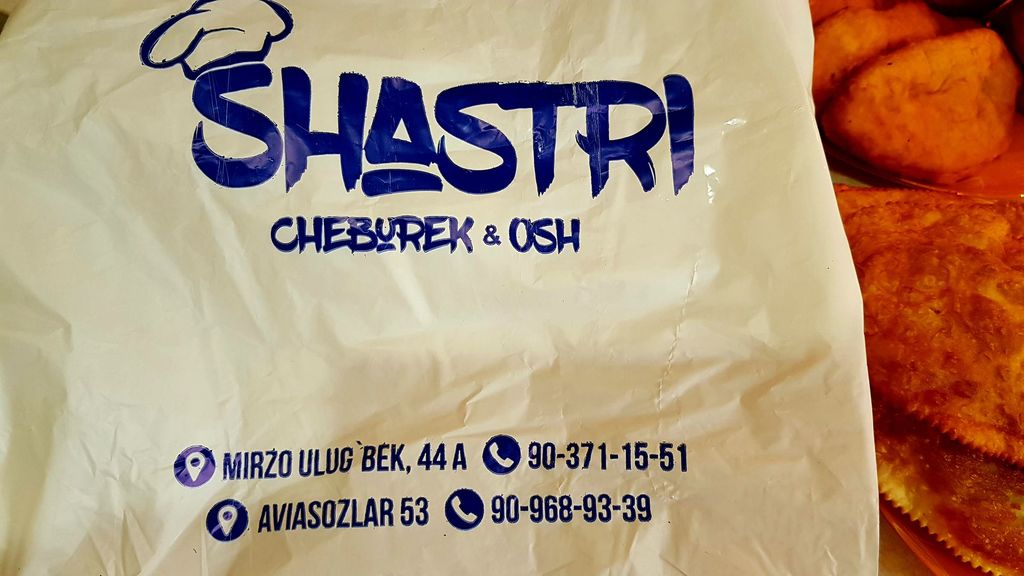 SHASTRI
CHEBUREK & OSH
MIRZO ULUG`BEK, 44 A 90-371-15-51
AVIASOZLAR 53 90-968-93-39